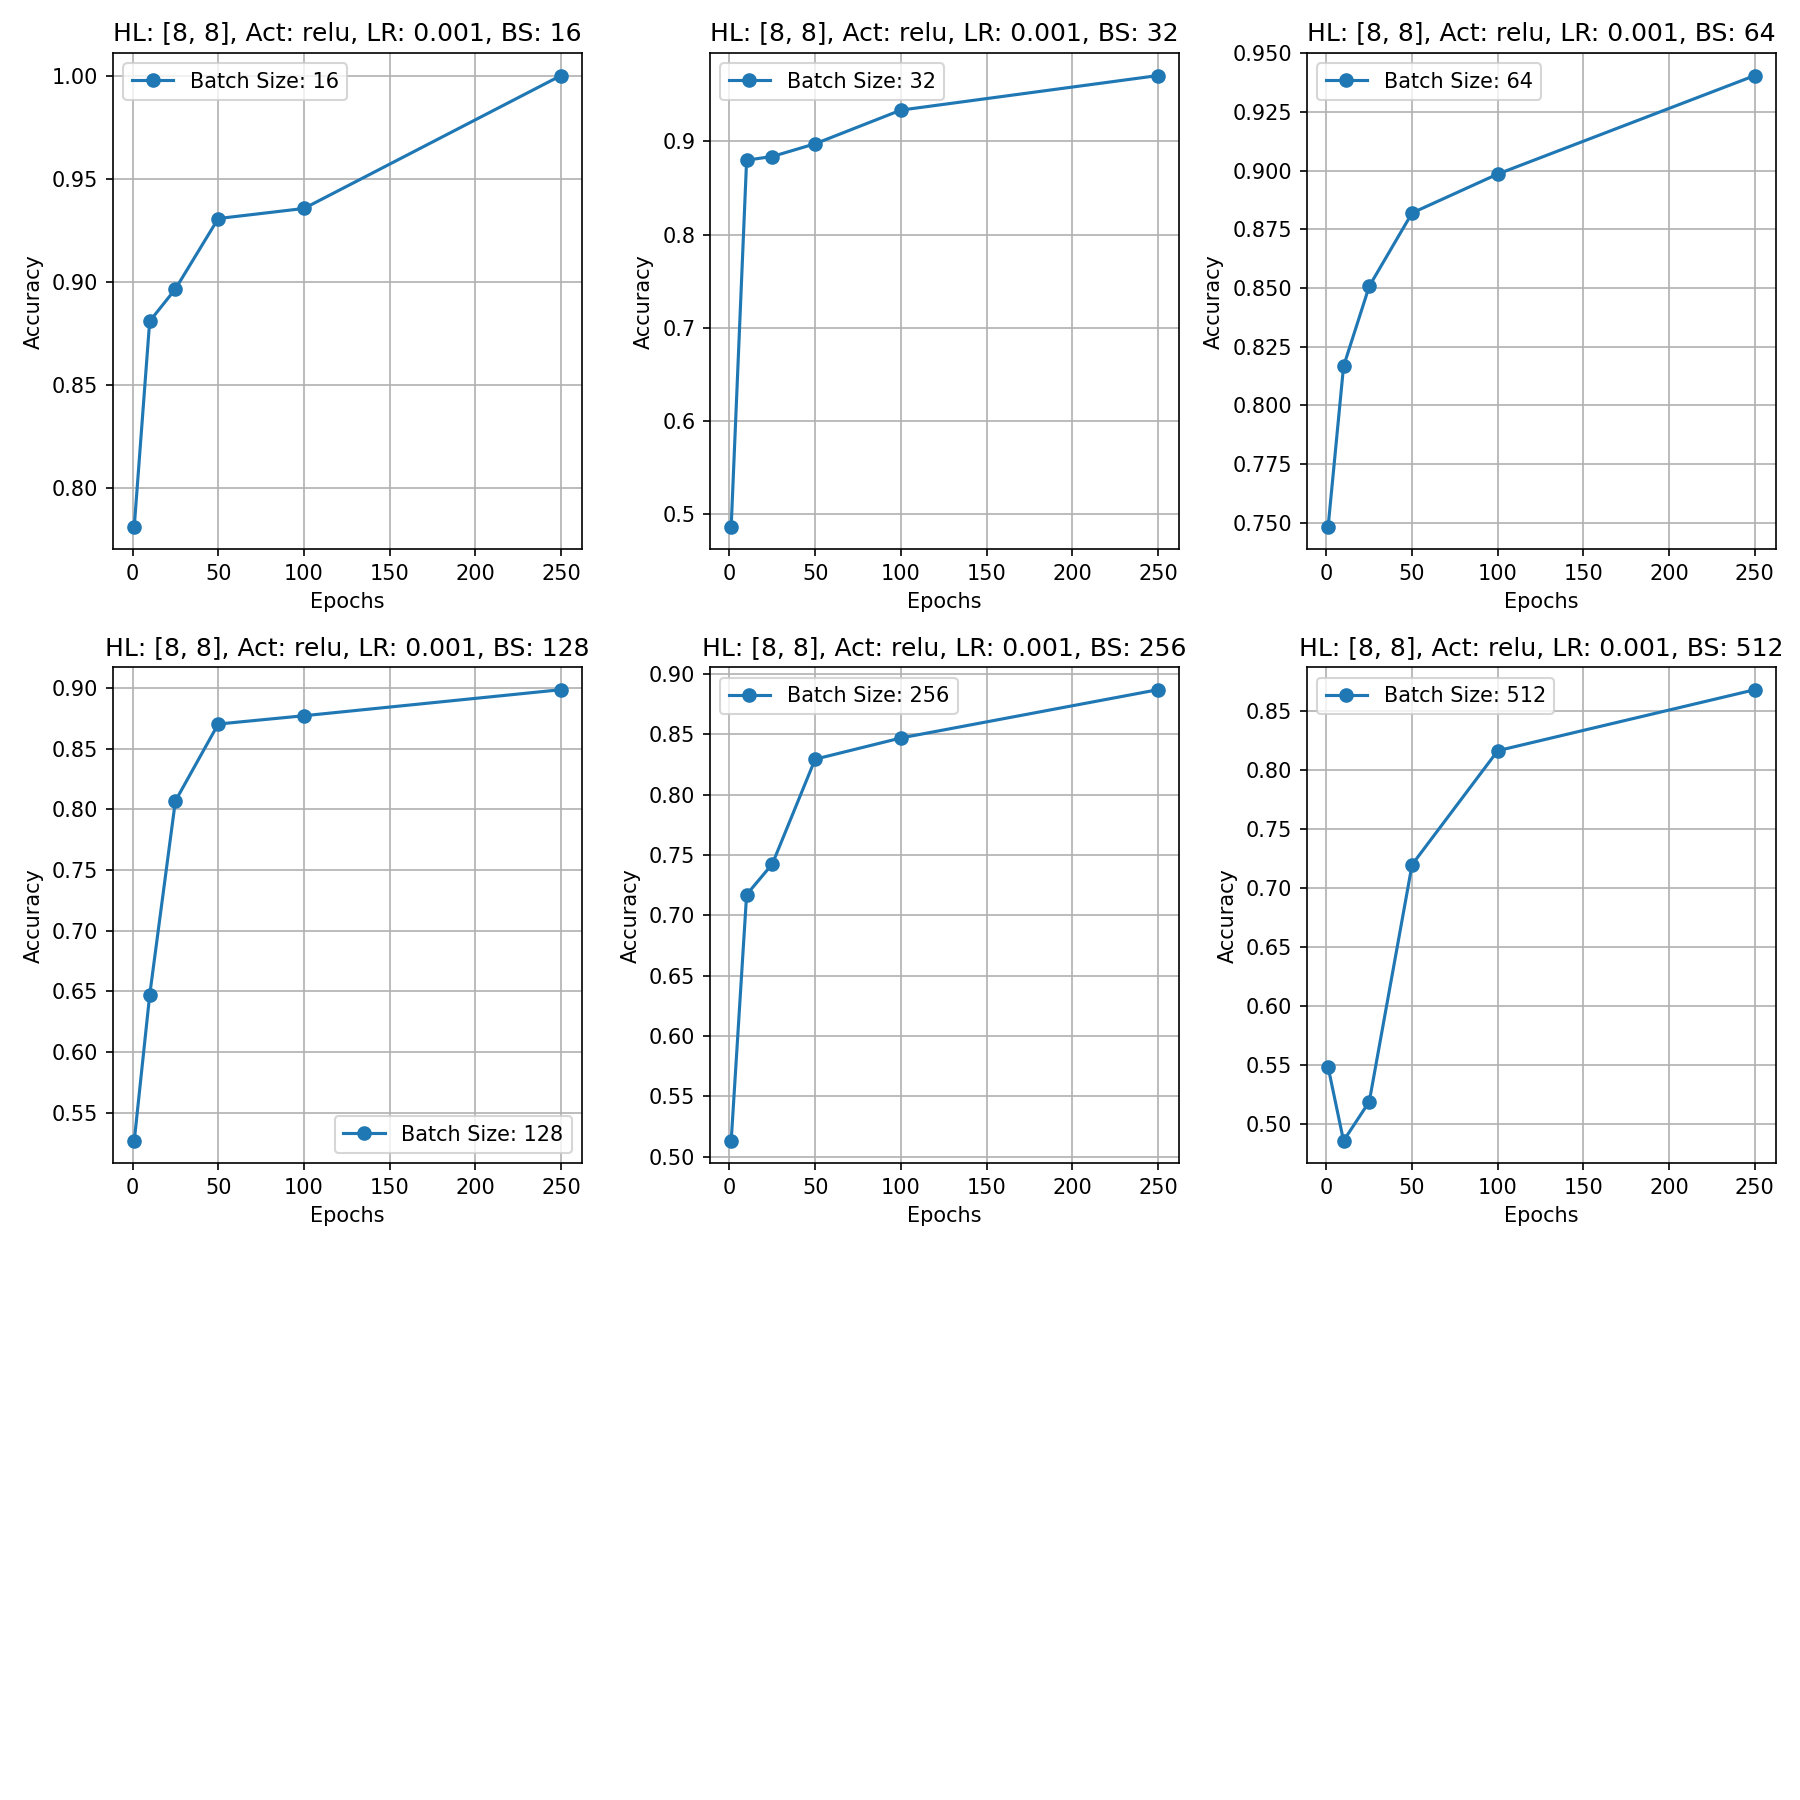 HL: [8, 8], Act: relu, LR: 0.001, BS: 16
Batch Size: 16
1.00
0.95
0.90
0.85
0.80
Accuracy
0 50 100 150 200 250
Epochs
HL: [8, 8], Act: relu, LR: 0.001, BS: 32
Batch Size: 32
0.9
0.8
0.7
0.6
0.5
Accuracy
0 50 100 150 200 250
Epochs
HL: [8, 8], Act: relu, LR: 0.001, BS: 64
Batch Size: 64
0.950
0.925
0.900
0.875
0.850
0.825
0.800
0.775
0.750
Accuracy
0 50 100 150 200 250
Epochs
HL: [8, 8], Act: relu, LR: 0.001, BS: 128
0.90
0.85
0.80
0.75
0.70
0.65
0.60
0.55
Accuracy
Batch Size: 128
0 50 100 150 200 250
Epochs
HL: [8, 8], Act: relu, LR: 0.001, BS: 256
Batch Size: 256
0.90
0.85
0.80
0.75
0.70
0.65
0.60
0.55
0.50
Accuracy
0 50 100 150 200 250
Epochs
HL: [8, 8], Act: relu, LR: 0.001, BS: 512
Batch Size: 512
0.85
0.80
0.75
0.70
0.65
0.60
0.55
0.50
Accuracy
0 50 100 150 200 250
Epochs